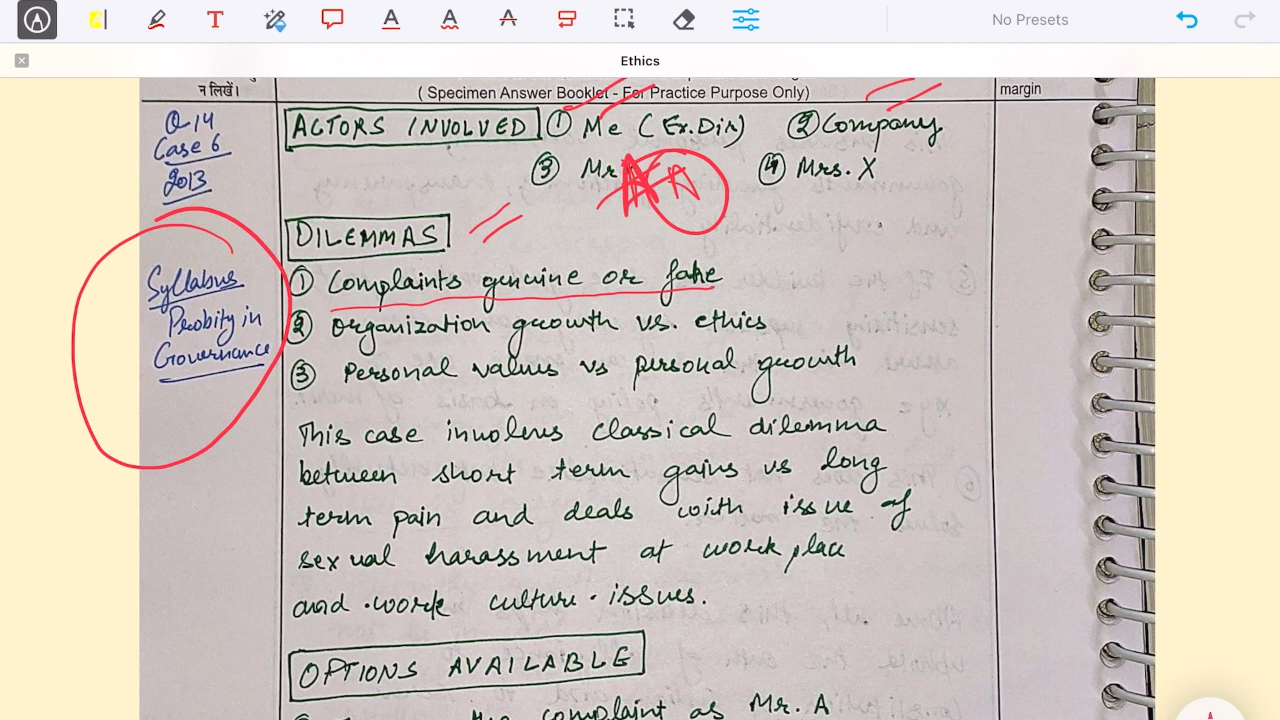 No Presets
Ethics
न लिखें।
( Specimen Answer Booklet - For Practice Purpose Only)
margin
Q-14
Case 6
2013
ACTORS INVOLVED ① Me (Ex.Dir) ② Company
③ Mr. A ④ Mrs. X
DILEMMAS
Syllabus
Probity in
Governance
① Complaints genuine or fake
② Organization growth vs. ethics
③ Personal values vs personal growth
This case involves classical dilemma
between short term gains vs long
term pain and deals with issue of
sexual harassment at work place
and work culture issues.
OPTIONS AVAILABLE
complaint as Mr. A